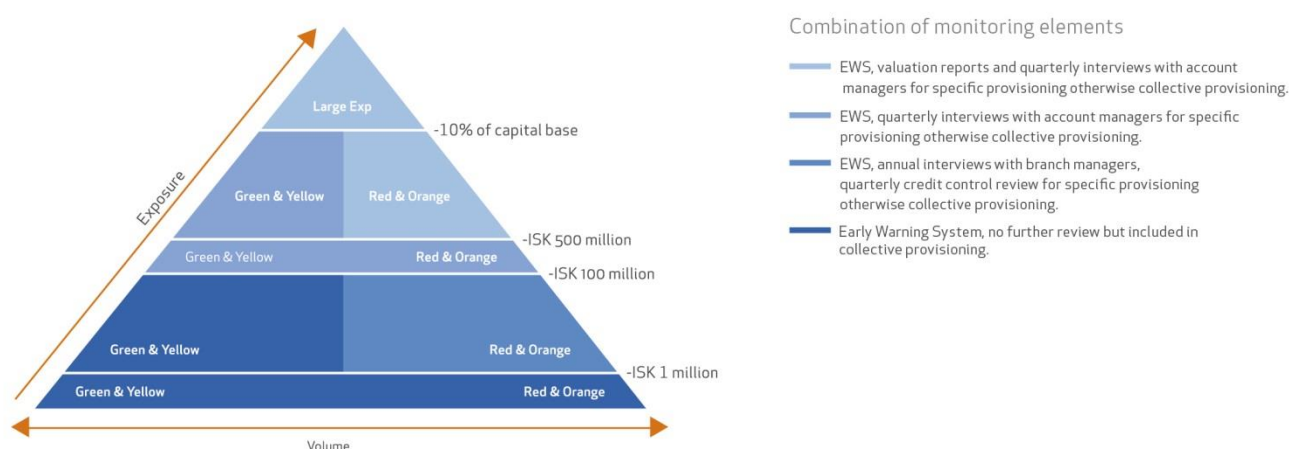 Large Exp
-10% of capital base
Exposure
Green & Yellow
Red & Orange
-ISK 500 million
Green & Yellow
Red & Orange
-ISK 100 million
Green & Yellow
Red & Orange
-ISK 1 million
Green & Yellow
Red & Orange
Volume
Combination of monitoring elements
EWS, valuation reports and quarterly interviews with account
managers for specific provisioning otherwise collective provisioning.
EWS, quarterly interviews with account managers for specific
provisioning otherwise collective provisioning.
EWS, annual interviews with branch managers,
quarterly credit control review for specific provisioning
otherwise collective provisioning.
Early Warning System, no further review but included in
collective provisioning.